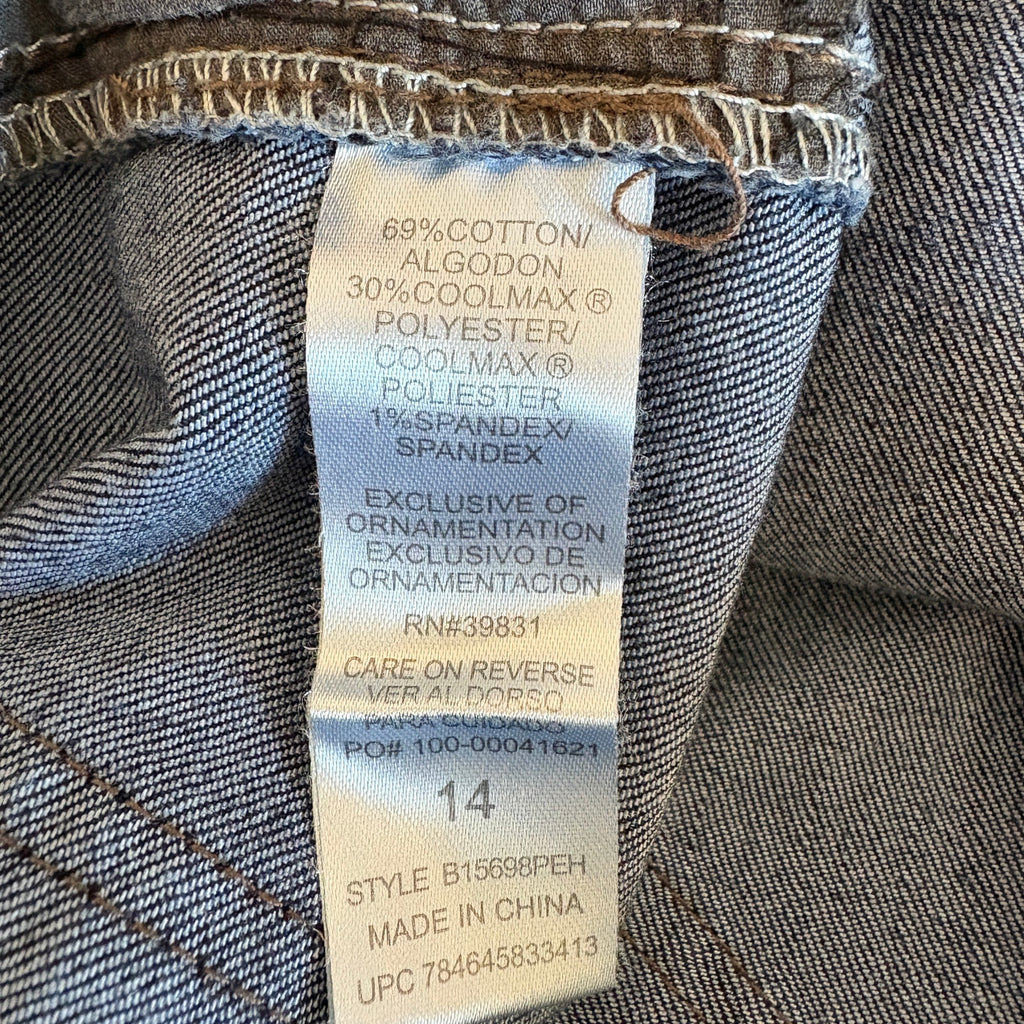 69%COTTON/
ALGODON
30%COOLMAX ®
POLYESTER/
COOLMAX ®
POLIESTER
1%SPANDEX/
SPANDEX
EXCLUSIVE OF
ORNAMENTATION
EXCLUSIVO DE
ORNAMENTACION
RN#39831
CARE ON REVERSE
VER AL DORSO
PARA CUIDADO
PO# 100-00041621
14
STYLE B15698PEH
MADE IN CHINA
UPC 784645833413